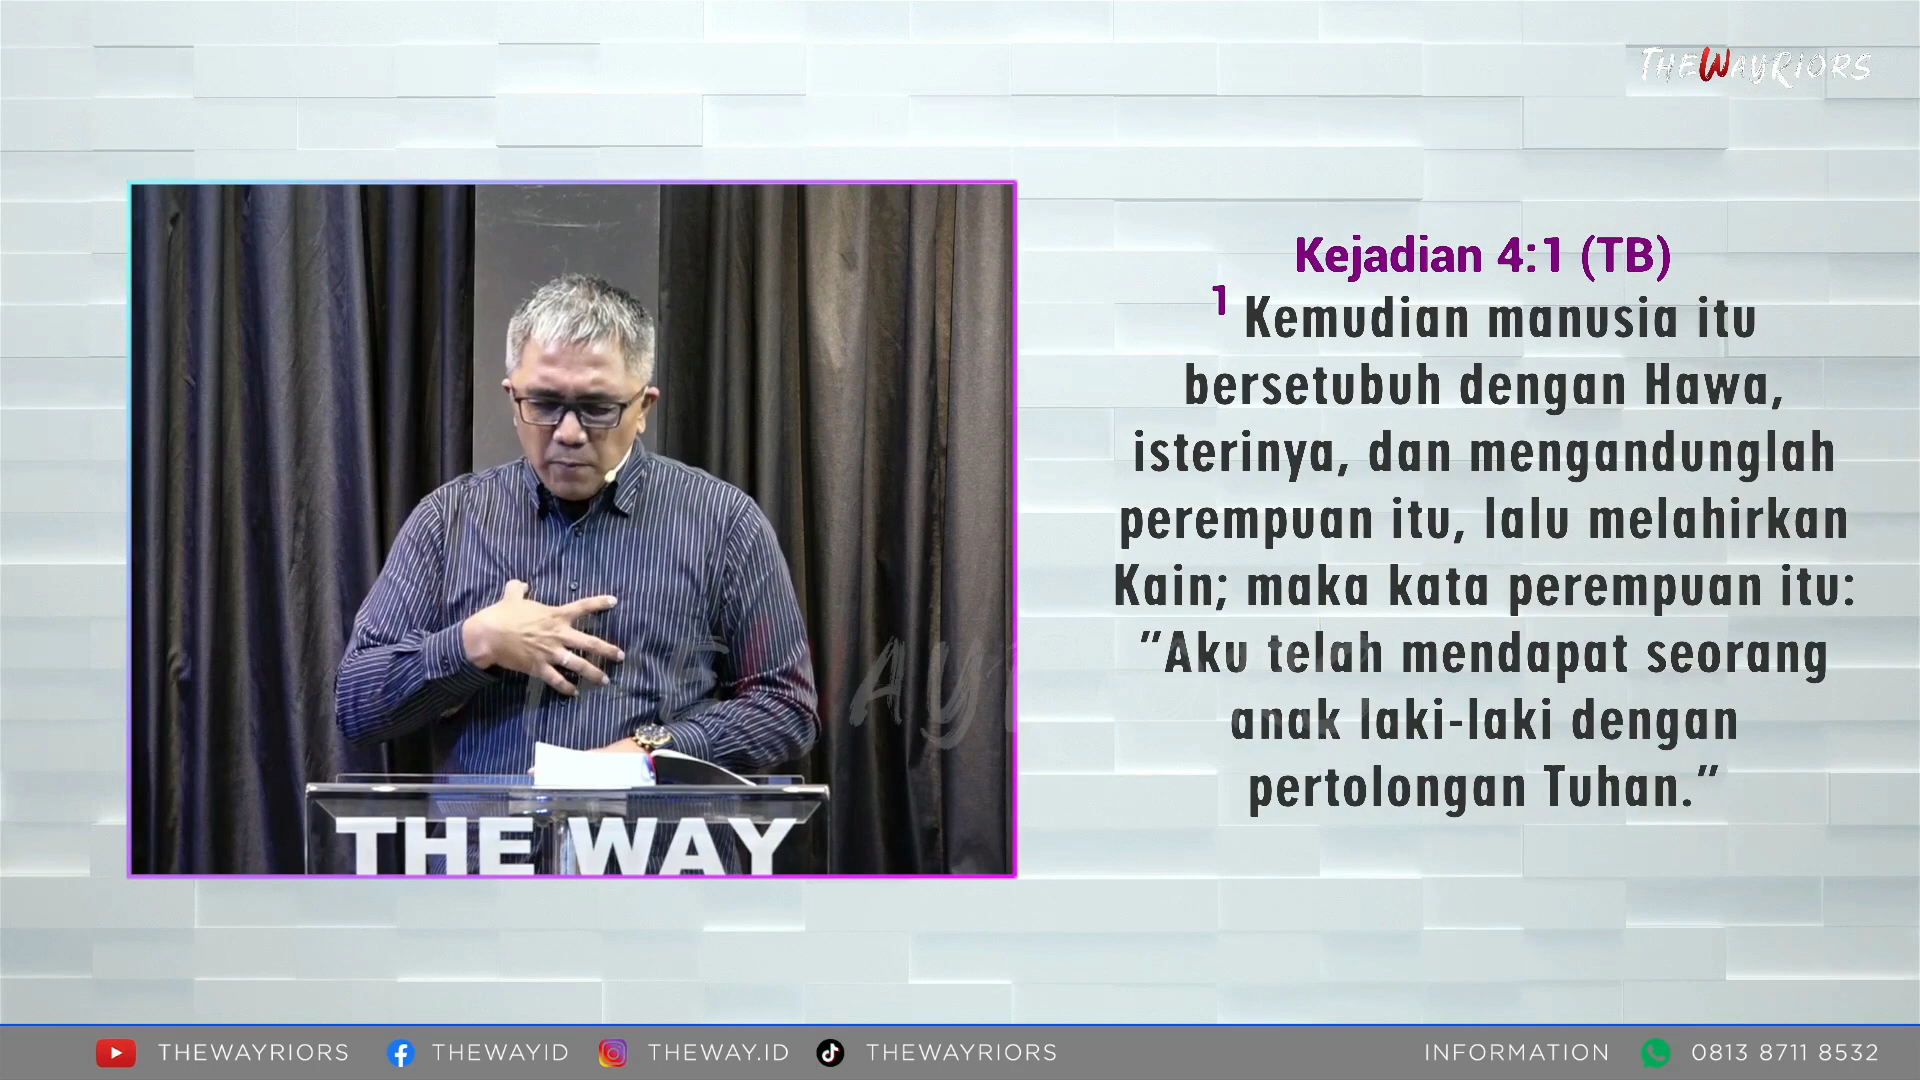 THEWAYRIORS
Kejadian 4:1 (TB)
1 Kemudian manusia itu
bersetubuh dengan Hawa,
isterinya, dan mengandunglah
perempuan itu, lalu melahirkan
Kain; maka kata perempuan itu:
"Aku telah mendapat seorang
anak laki-laki dengan
pertolongan Tuhan."
THE WAY
THEWAYRIORS THEWAYID THEWAY.ID THEWAYRIORS INFORMATION 0813 8711 8532